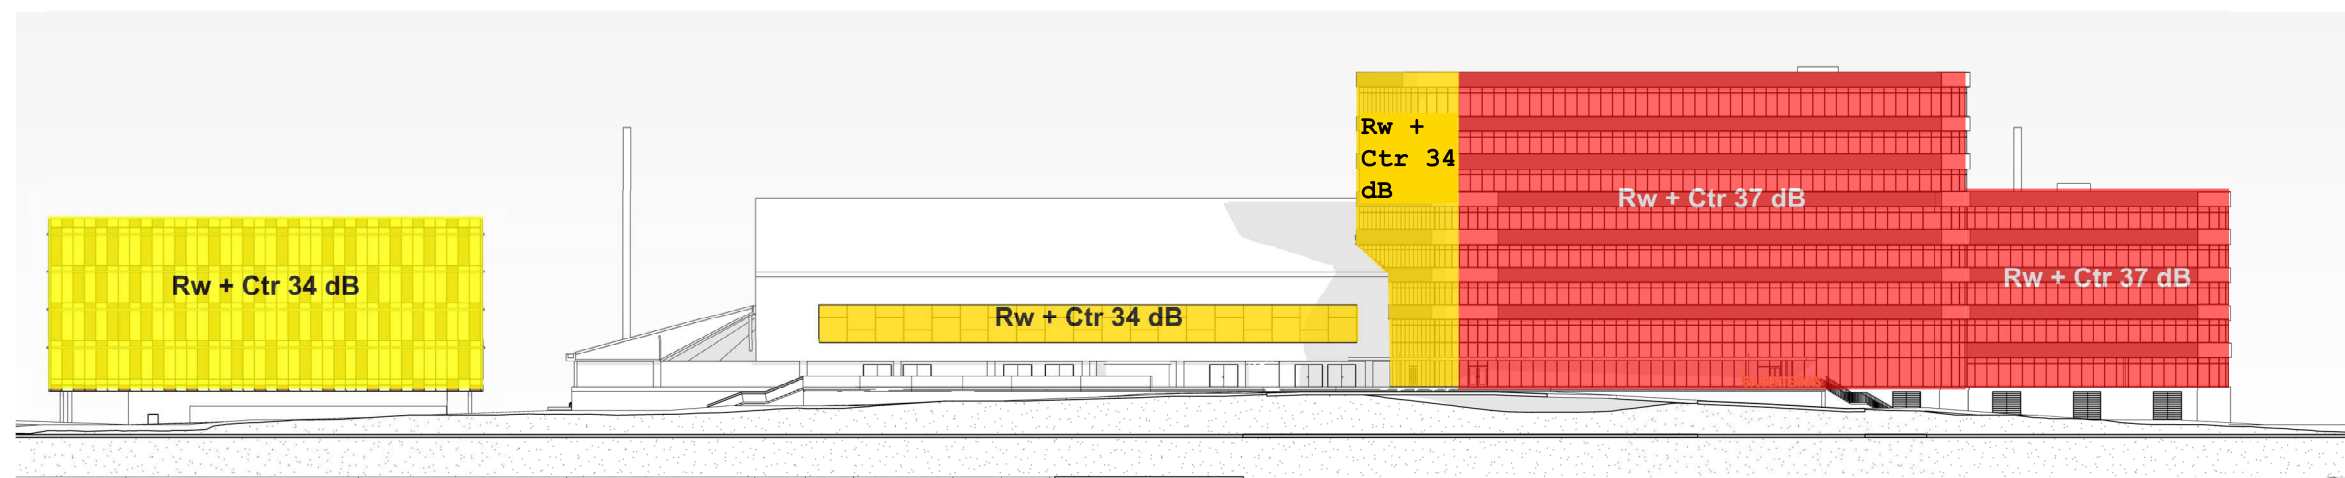 Rw + Ctr 34 dB
Rw + Ctr 34 dB
Rw +
Ctr 34
dB
Rw + Ctr 37 dB
Rw + Ctr 37 dB